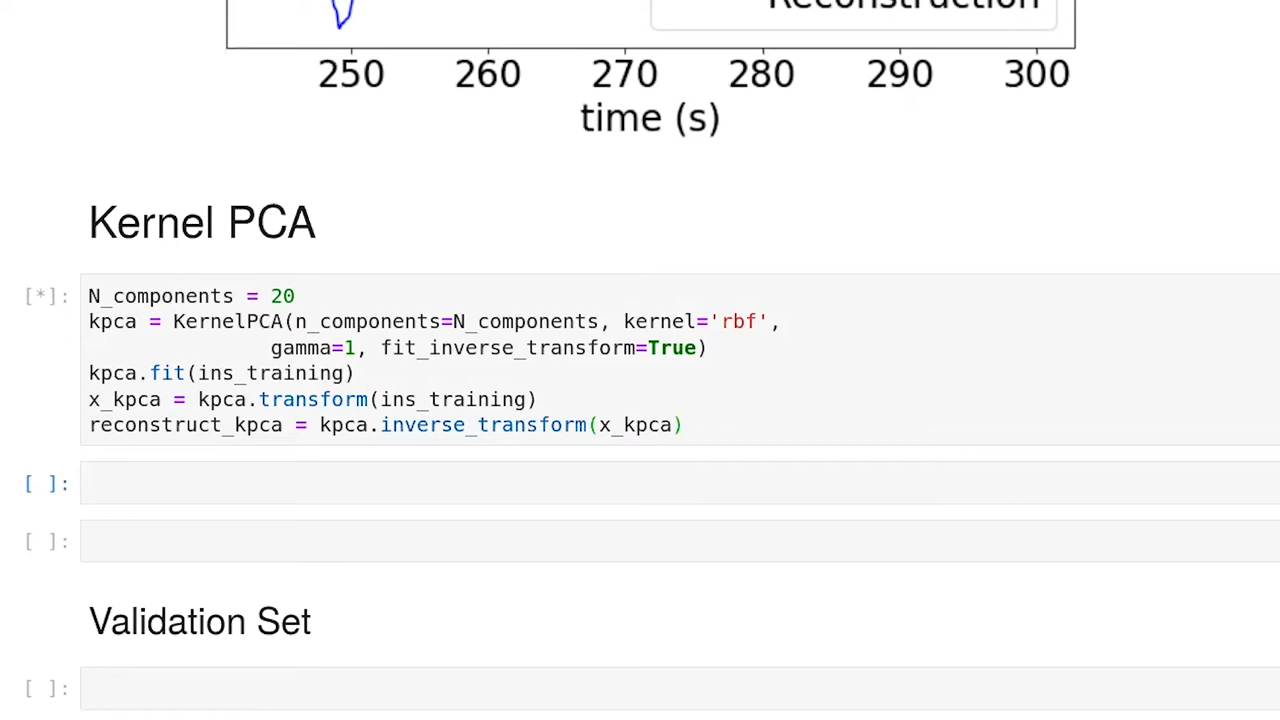 Reconstruction
250 260 270 280 290 300
time (s)
Kernel PCA
[*]:
N_components = 20
kpca = KernelPCA(n_components=N_components, kernel='rbf',
gamma=1, fit_inverse_transform=True)
kpca.fit(ins_training)
x_kpca = kpca.transform(ins_training)
reconstruct_kpca = kpca.inverse_transform(x_kpca)
[ ]:
[ ]:
Validation Set
[ ]: